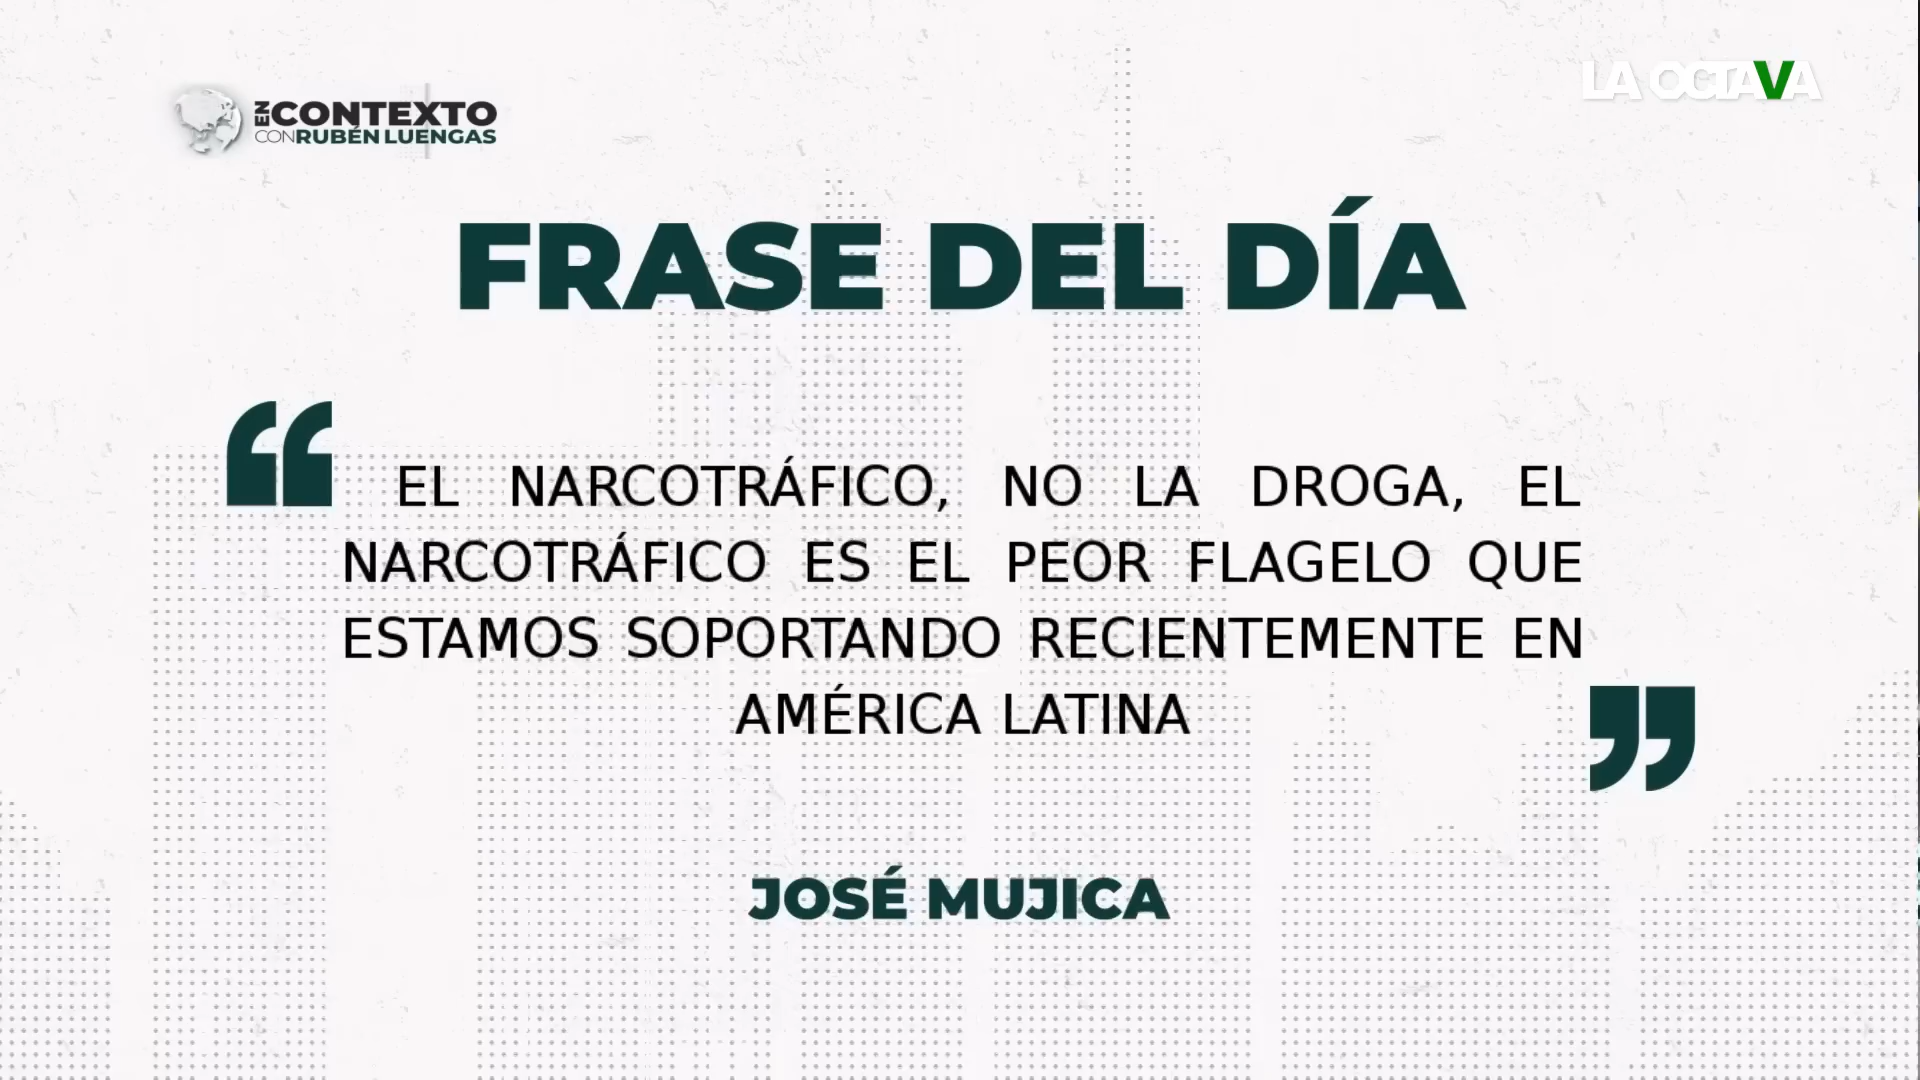 EN CONTEXTO
CON RUBÉN LUENGAS
LA OCTAVA
FRASE DEL DÍA
“ EL NARCOTRÁFICO, NO LA DROGA, EL
NARCOTRÁFICO ES EL PEOR FLAGELO QUE
ESTAMOS SOPORTANDO RECIENTEMENTE EN
AMÉRICA LATINA ”
JOSÉ MUJICA